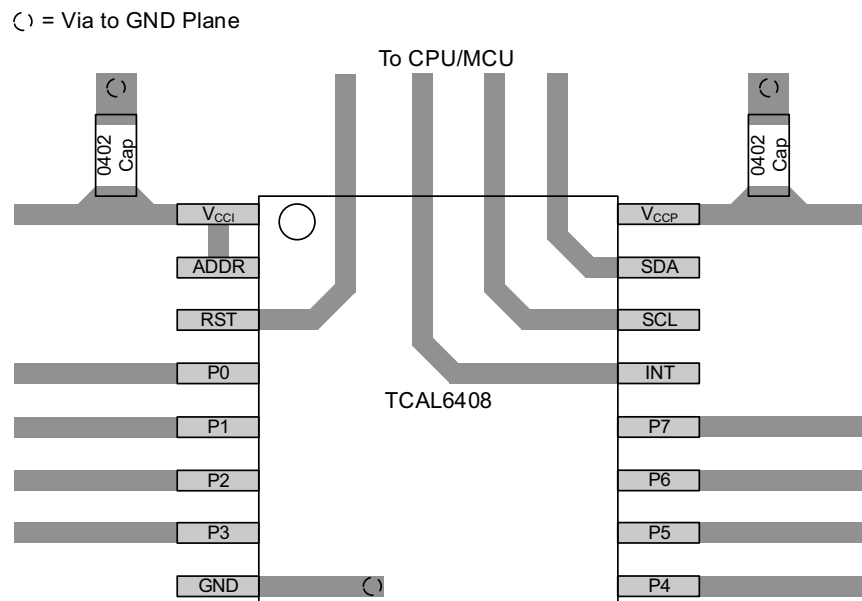 = Via to GND Plane
To CPU/MCU
0402
Cap
0402
Cap
VCCI
VCCP
ADDR
SDA
RST
SCL
P0
INT
TCAL6408
P1
P7
P2
P6
P3
P5
GND
P4